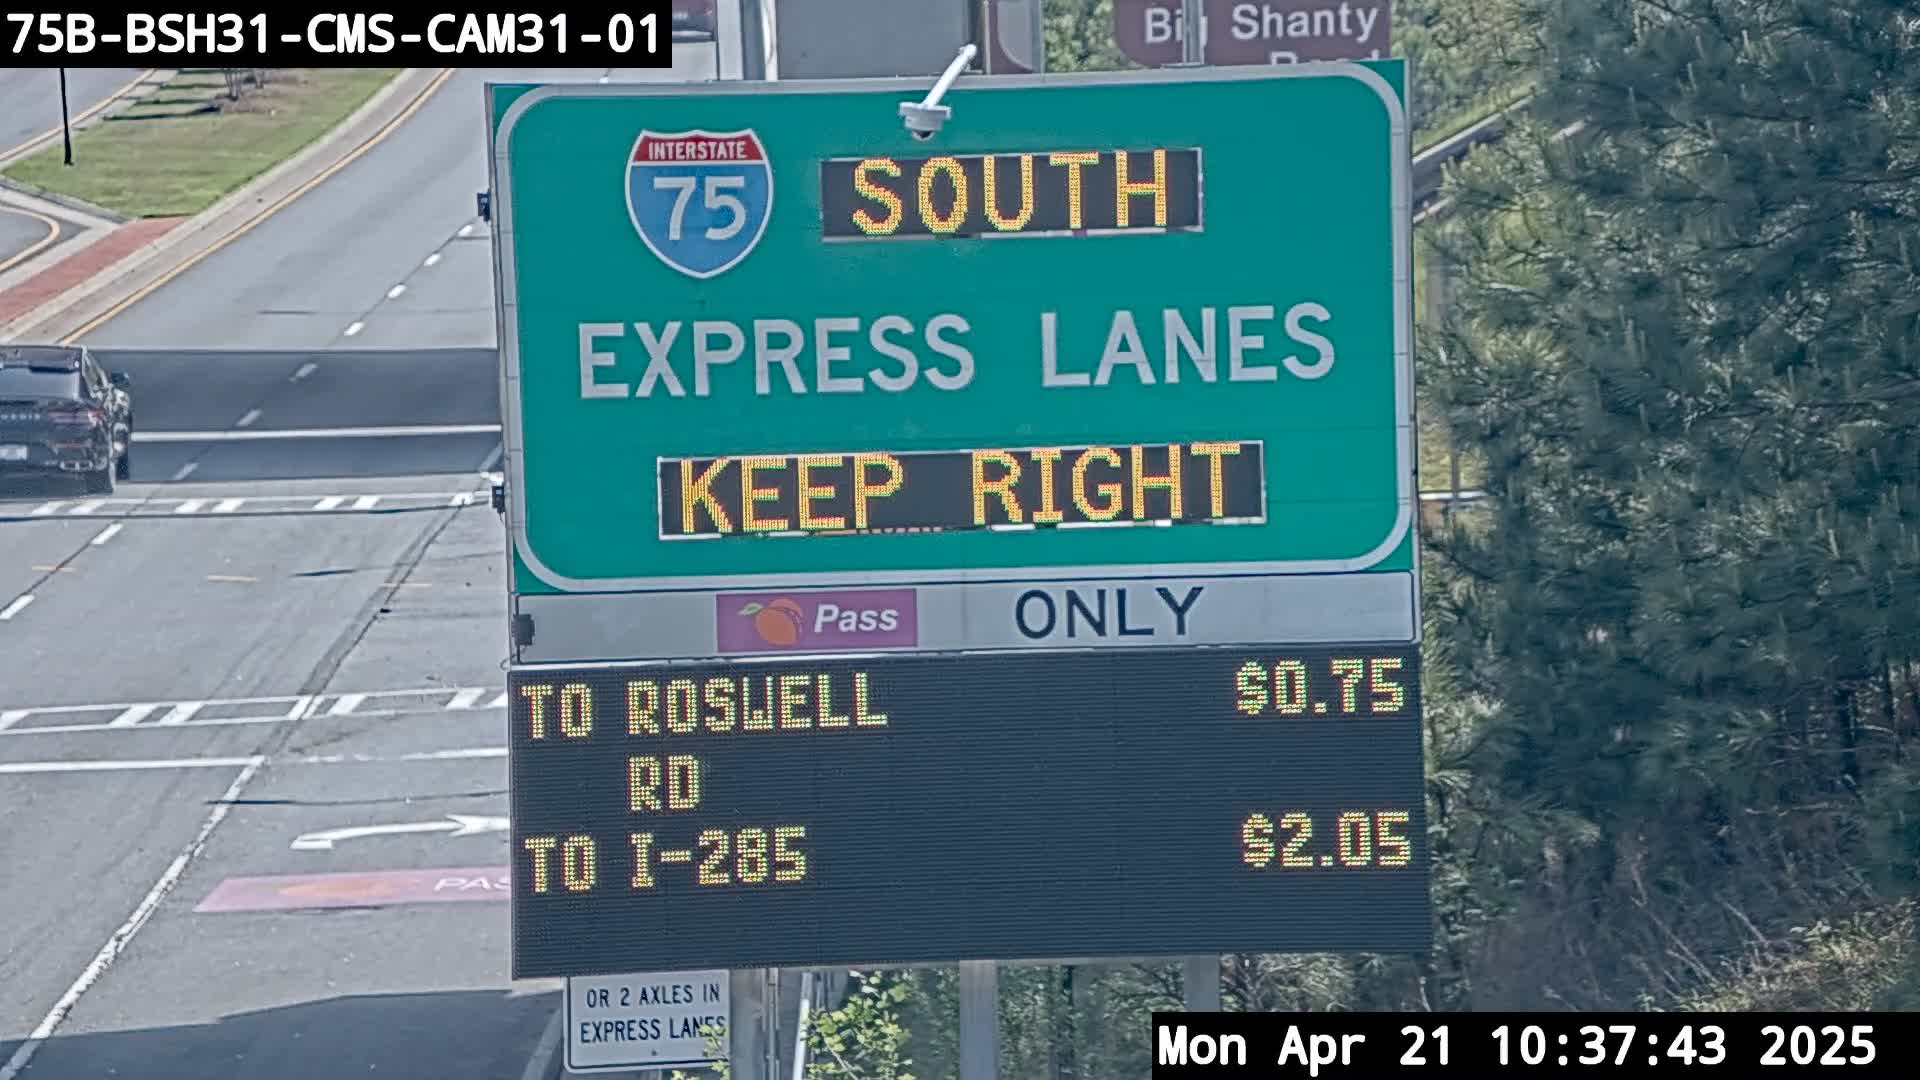 75B-BSH31-CMS-CAM31-01
Big Shanty
INTERSTATE
75
SOUTH
EXPRESS LANES
KEEP RIGHT
Pass ONLY
TO ROSWELL $0.75
RD
TO I-285 $2.05
OR 2 AXLES IN
EXPRESS LANES
Mon Apr 21 10:37:43 2025